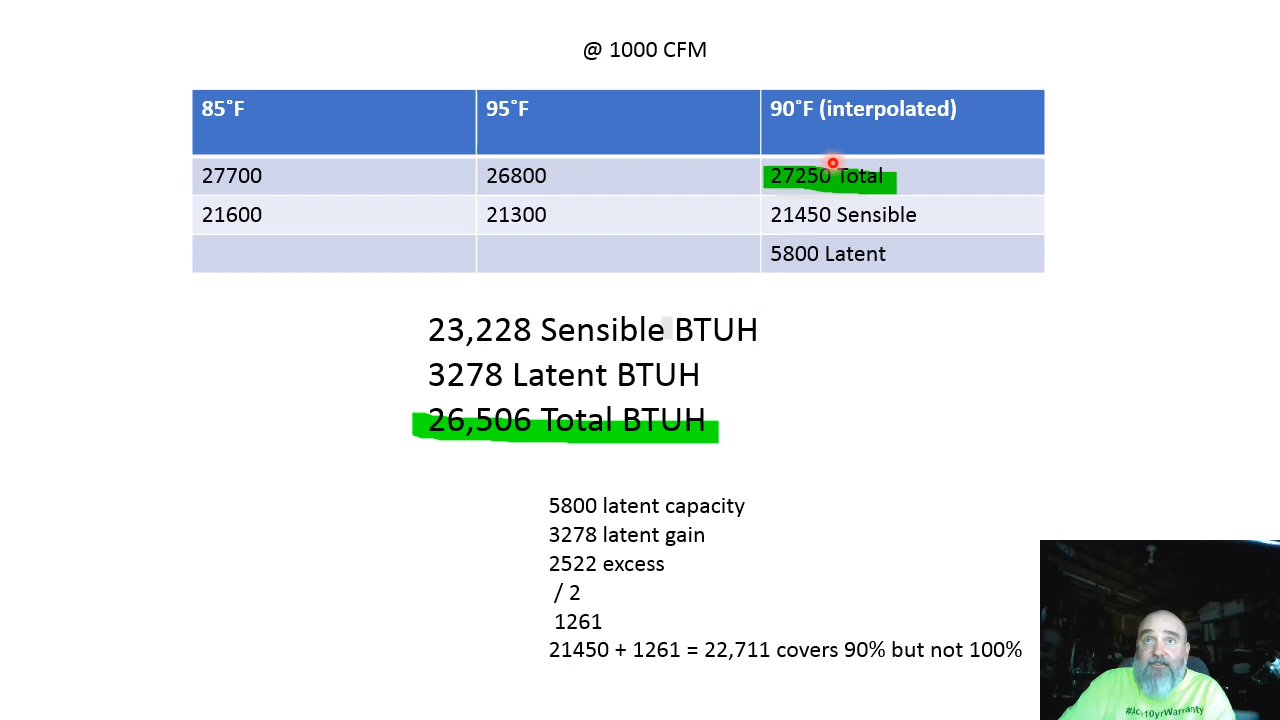 @ 1000 CFM
85°F 95°F 90°F (interpolated)
27700 26800 27250 Total
21600 21300 21450 Sensible
5800 Latent
23,228 Sensible BTUH
3278 Latent BTUH
26,506 Total BTUH
5800 latent capacity
3278 latent gain
2522 excess
/ 2
1261
21450 + 1261 = 22,711 covers 90% but not 100%